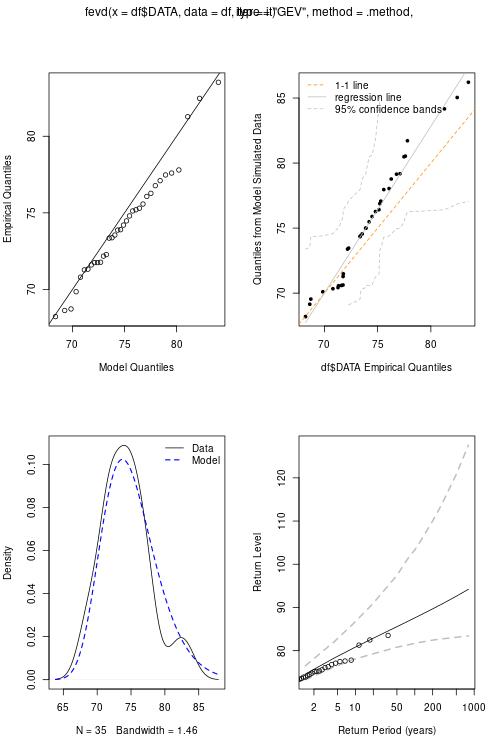 fevd(x = df$DATA, data = df, type = "GEV", method = .method,
80
75
70
Empirical Quantiles
70
75
80
Model Quantiles
1-1 line
regression line
95% confidence bands
85
80
75
70
Quantiles from Model Simulated Data
70
75
80
df$DATA Empirical Quantiles
Data
Model
0.10
0.08
0.06
0.04
0.02
0.00
Density
65
70
75
80
85
N = 35 Bandwidth = 1.46
120
110
100
90
80
Return Level
2
5
10
50
200
1000
Return Period (years)